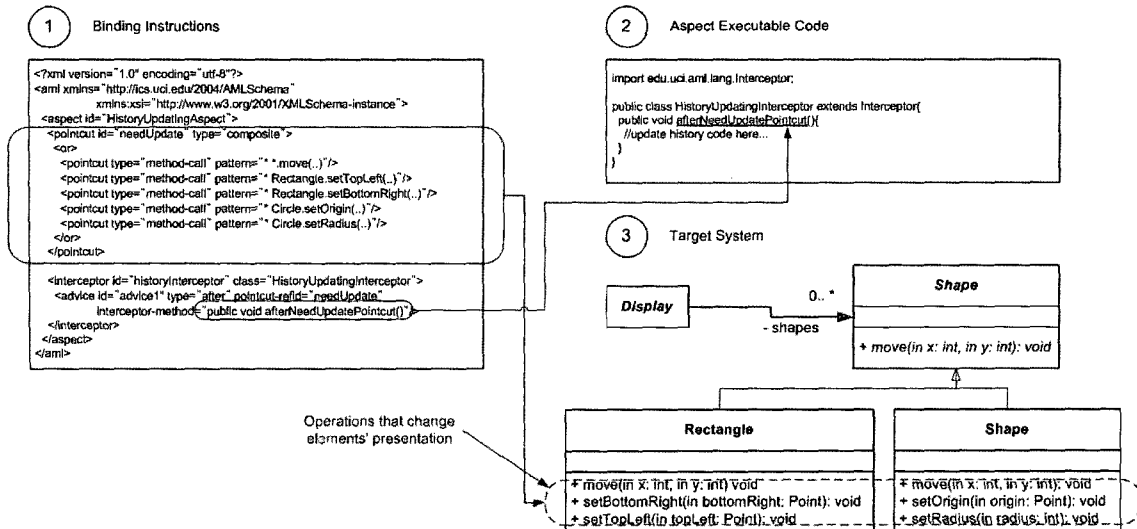 1 Binding Instructions
<?xml version="1.0" encoding="utf-8"?>
<aml xmlns="http://ics.uci.edu/2004/AMLSchema"
xmlns:xsi="http://www.w3.org/2001/XMLSchema-instance">
<aspect id="HistoryUpdatingAspect">
<pointcut id="needUpdate" type="composite">
<or>
<pointcut type="method-call" pattern="* *.move(..)"/>
<pointcut type="method-call" pattern="* Rectangle.setTopLeft(..)"/>
<pointcut type="method-call" pattern="* Rectangle.setBottomRight(..)"/>
<pointcut type="method-call" pattern="* Circle.setOrigin(..)"/>
<pointcut type="method-call" pattern="* Circle.setRadius(..)"/>
</or>
</pointcut>
<interceptor id="historyInterceptor" class="HistoryUpdatingInterceptor">
<advice id="advice1" type="after" pointcut-refid="needUpdate"
interceptor-method="public void afterNeedUpdatePointcut()"
</interceptor>
</aspect>
</aml>
2 Aspect Executable Code
import edu.uci.aml.lang.Interceptor;
public class HistoryUpdatingInterceptor extends Interceptor{
public void afterNeedUpdatePointcut(){
//update history code here...
}
}
3 Target System
Display
0..*
- shapes
Shape
+ move(in x: int, in y: int): void
Operations that change
elements' presentation
Rectangle
+ move(in x: int, in y: int) void
+ setBottomRight(in bottomRight: Point): void
+ setTopLeft(in topLeft: Point): void
Shape
+ move(in x: int, in y: int): void
+ setOrigin(in origin: Point): void
+ setRadius(in radius: int): void